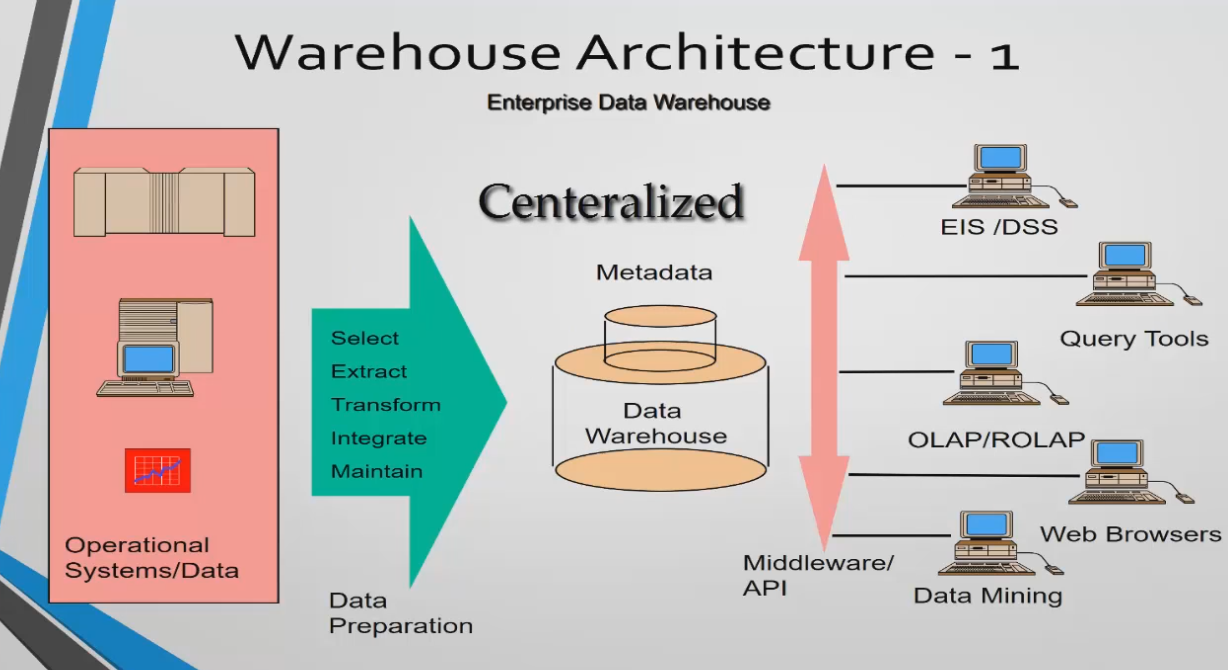 Warehouse Architecture - 1
Enterprise Data Warehouse
Centeralized
Operational
Systems/Data
Select
Extract
Transform
Integrate
Maintain
Data
Preparation
Metadata
Data
Warehouse
Middleware/
API
EIS /DSS
Query Tools
OLAP/ROLAP
Web Browsers
Data Mining